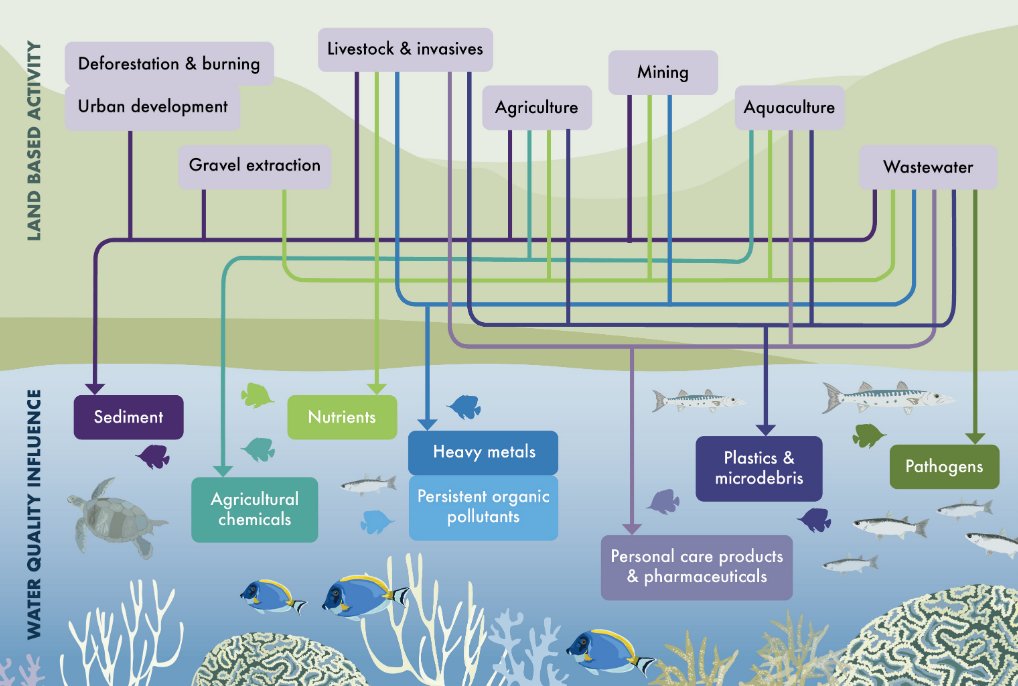 LAND BASED ACTIVITY
Deforestation & burning
Urban development
Gravel extraction
Livestock & invasives
Agriculture
Mining
Aquaculture
Wastewater
WATER QUALITY INFLUENCE
Sediment
Agricultural
chemicals
Nutrients
Heavy metals
Persistent organic
pollutants
Personal care products
& pharmaceuticals
Plastics &
microdebris
Pathogens